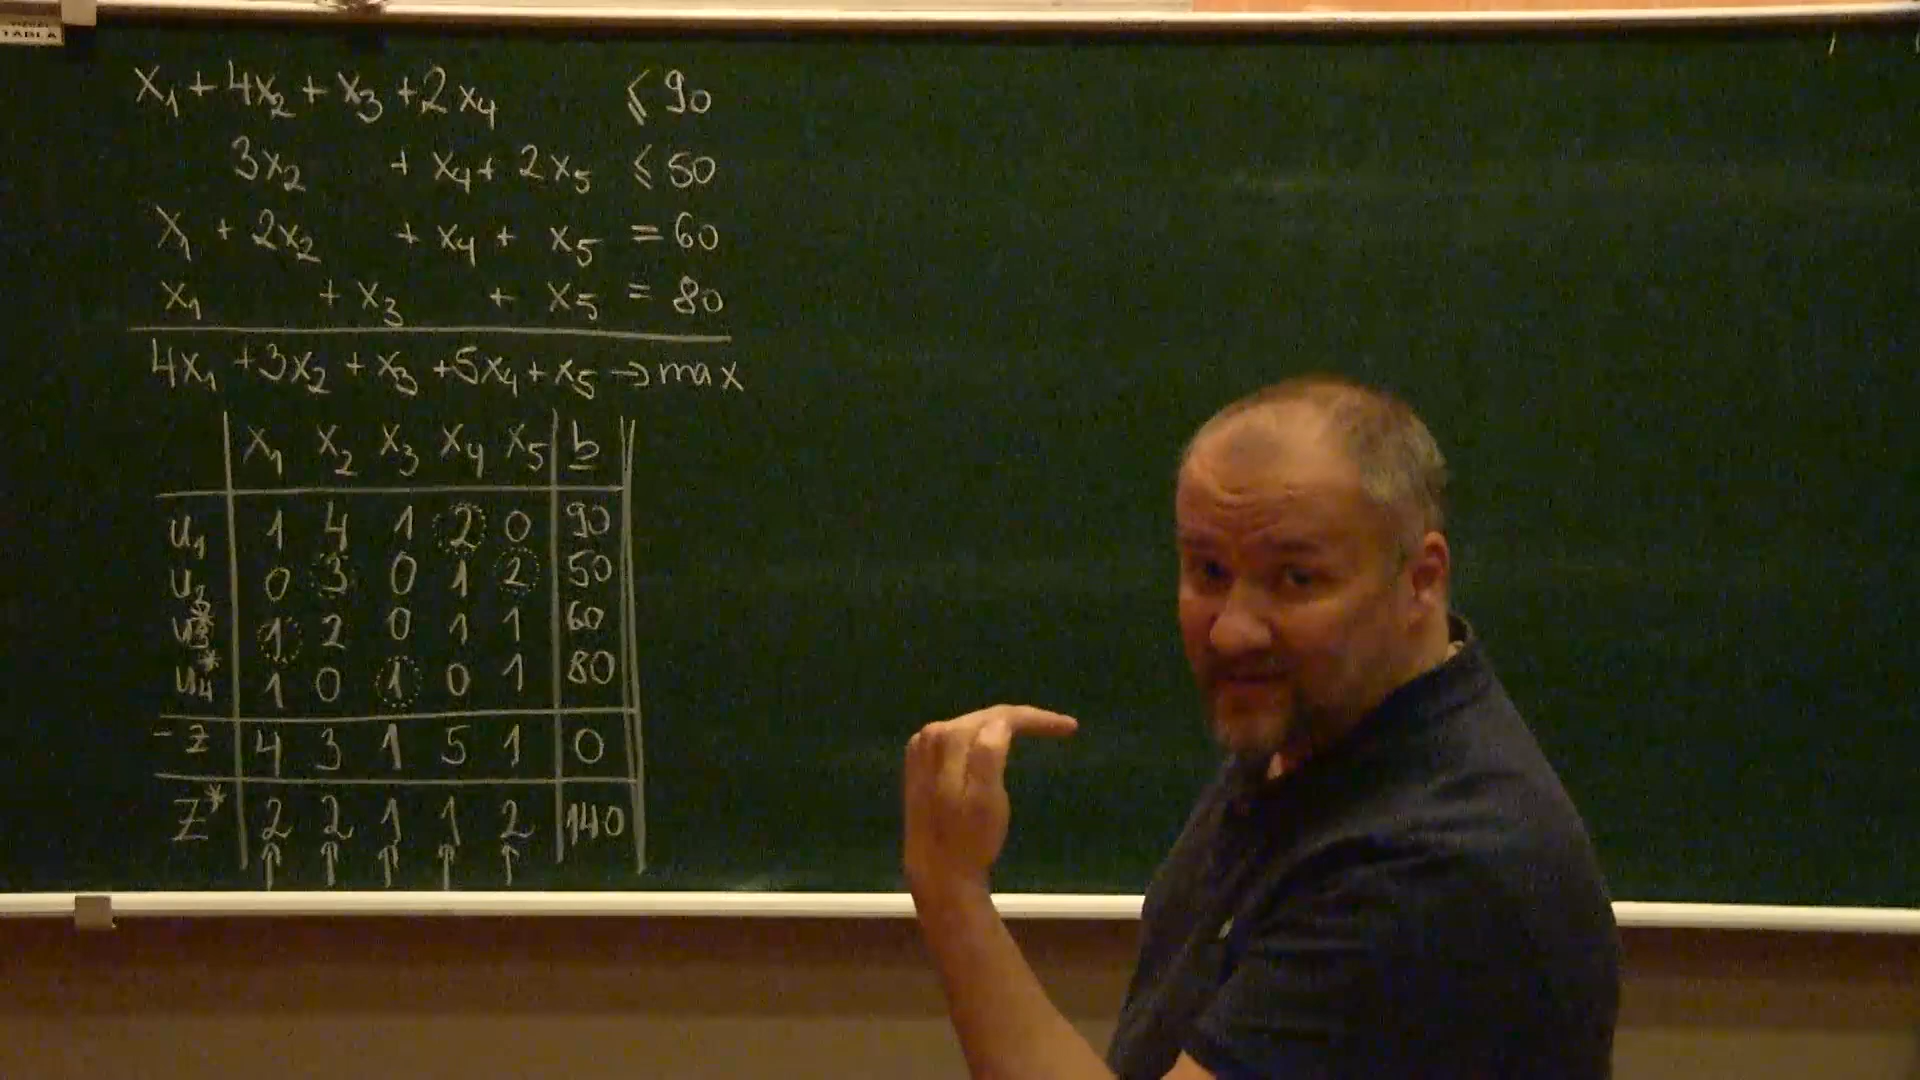 TABLA
x₁ + 4x₂ + x₃ + 2x₄ ≤ 90
3x₂ + x₄ + 2x₅ ≤ 50
x₁ + 2x₂ + x₄ + x₅ = 60
x₁ + x₃ + x₅ = 80
4x₁ + 3x₂ + x₃ + 5x₄ + x₅ → max
x₁ x₂ x₃ x₄ x₅ b
u₁ 1 4 1 2 0 90
u₂ 0 3 0 1 2 50
u₃* 1 2 0 1 1 60
u₄* 1 0 1 0 1 80
-z 4 3 1 5 1 0
z* 2 2 1 1 2 140
↑ ↑ ↑ ↑ ↑